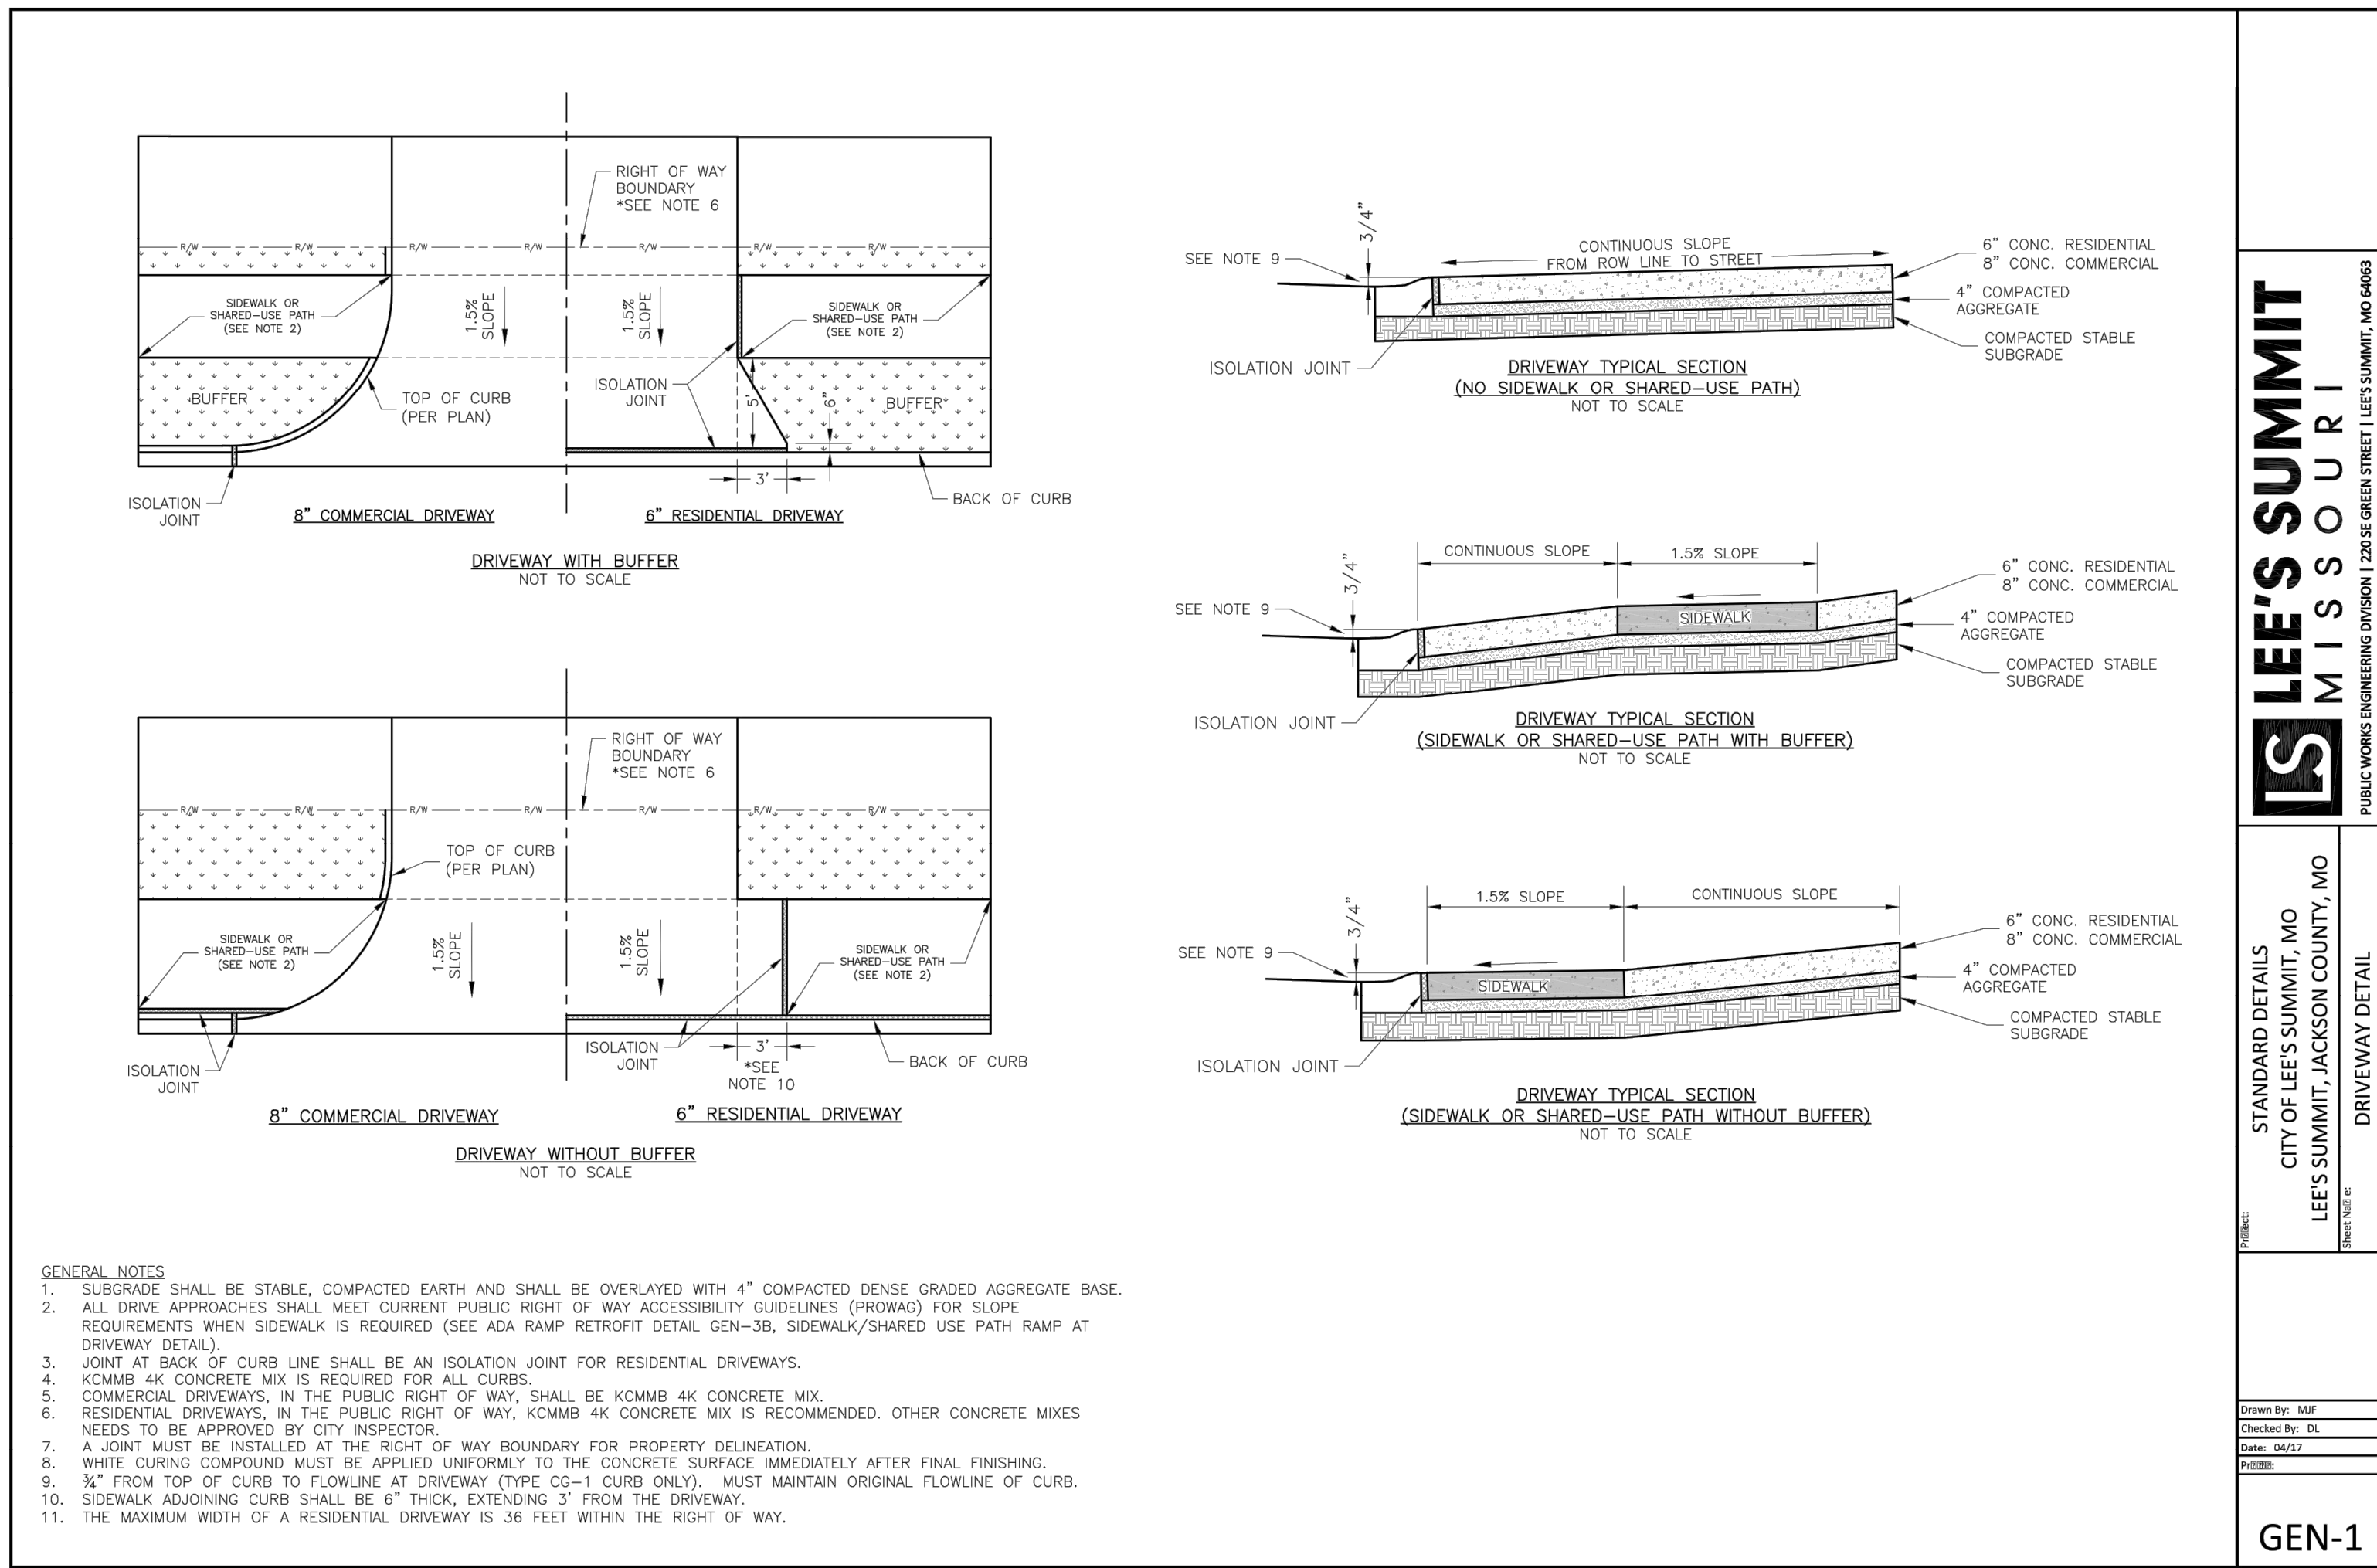 RIGHT OF WAY
BOUNDARY
*SEE NOTE 6
R/W R/W R/W R/W R/W R/W R/W
SIDEWALK OR
SHARED-USE PATH
(SEE NOTE 2)
1.5%
SLOPE
1.5%
SLOPE
SIDEWALK OR
SHARED-USE PATH
(SEE NOTE 2)
BUFFER
TOP OF CURB
(PER PLAN)
ISOLATION
JOINT
5'
6"
BUFFER
3'
ISOLATION
JOINT
BACK OF CURB
8" COMMERCIAL DRIVEWAY
6" RESIDENTIAL DRIVEWAY
DRIVEWAY WITH BUFFER
NOT TO SCALE
RIGHT OF WAY
BOUNDARY
*SEE NOTE 6
R/W R/W R/W R/W R/W R/W R/W
TOP OF CURB
(PER PLAN)
SIDEWALK OR
SHARED-USE PATH
(SEE NOTE 2)
1.5%
SLOPE
1.5%
SLOPE
SIDEWALK OR
SHARED-USE PATH
(SEE NOTE 2)
ISOLATION
JOINT
ISOLATION
JOINT
3'
*SEE
NOTE 10
BACK OF CURB
8" COMMERCIAL DRIVEWAY
6" RESIDENTIAL DRIVEWAY
DRIVEWAY WITHOUT BUFFER
NOT TO SCALE
3/4"
SEE NOTE 9
CONTINUOUS SLOPE
FROM ROW LINE TO STREET
6" CONC. RESIDENTIAL
8" CONC. COMMERCIAL
4" COMPACTED
AGGREGATE
COMPACTED STABLE
SUBGRADE
ISOLATION JOINT
DRIVEWAY TYPICAL SECTION
(NO SIDEWALK OR SHARED-USE PATH)
NOT TO SCALE
3/4"
CONTINUOUS SLOPE
1.5% SLOPE
SEE NOTE 9
SIDEWALK
6" CONC. RESIDENTIAL
8" CONC. COMMERCIAL
4" COMPACTED
AGGREGATE
COMPACTED STABLE
SUBGRADE
ISOLATION JOINT
DRIVEWAY TYPICAL SECTION
(SIDEWALK OR SHARED-USE PATH WITH BUFFER)
NOT TO SCALE
3/4"
1.5% SLOPE
CONTINUOUS SLOPE
SEE NOTE 9
SIDEWALK
6" CONC. RESIDENTIAL
8" CONC. COMMERCIAL
4" COMPACTED
AGGREGATE
COMPACTED STABLE
SUBGRADE
ISOLATION JOINT
DRIVEWAY TYPICAL SECTION
(SIDEWALK OR SHARED-USE PATH WITHOUT BUFFER)
NOT TO SCALE
GENERAL NOTES
1. SUBGRADE SHALL BE STABLE, COMPACTED EARTH AND SHALL BE OVERLAYED WITH 4" COMPACTED DENSE GRADED AGGREGATE BASE.
2. ALL DRIVE APPROACHES SHALL MEET CURRENT PUBLIC RIGHT OF WAY ACCESSIBILITY GUIDELINES (PROWAG) FOR SLOPE
REQUIREMENTS WHEN SIDEWALK IS REQUIRED (SEE ADA RAMP RETROFIT DETAIL GEN-3B, SIDEWALK/SHARED USE PATH RAMP AT
DRIVEWAY DETAIL).
3. JOINT AT BACK OF CURB LINE SHALL BE AN ISOLATION JOINT FOR RESIDENTIAL DRIVEWAYS.
4. KCMMB 4K CONCRETE MIX IS REQUIRED FOR ALL CURBS.
5. COMMERCIAL DRIVEWAYS, IN THE PUBLIC RIGHT OF WAY, SHALL BE KCMMB 4K CONCRETE MIX.
6. RESIDENTIAL DRIVEWAYS, IN THE PUBLIC RIGHT OF WAY, KCMMB 4K CONCRETE MIX IS RECOMMENDED. OTHER CONCRETE MIXES
NEEDS TO BE APPROVED BY CITY INSPECTOR.
7. A JOINT MUST BE INSTALLED AT THE RIGHT OF WAY BOUNDARY FOR PROPERTY DELINEATION.
8. WHITE CURING COMPOUND MUST BE APPLIED UNIFORMLY TO THE CONCRETE SURFACE IMMEDIATELY AFTER FINAL FINISHING.
9. ¾" FROM TOP OF CURB TO FLOWLINE AT DRIVEWAY (TYPE CG-1 CURB ONLY). MUST MAINTAIN ORIGINAL FLOWLINE OF CURB.
10. SIDEWALK ADJOINING CURB SHALL BE 6" THICK, EXTENDING 3' FROM THE DRIVEWAY.
11. THE MAXIMUM WIDTH OF A RESIDENTIAL DRIVEWAY IS 36 FEET WITHIN THE RIGHT OF WAY.
LS
LEE'S SUMMIT
MISSOURI
PUBLIC WORKS ENGINEERING DIVISION | 220 SE GREEN STREET | LEE'S SUMMIT, MO 64063
STANDARD DETAILS
CITY OF LEE'S SUMMIT, MO
LEE'S SUMMIT, JACKSON COUNTY, MO
Sheet
DRIVEWAY DETAIL
Drawn By: MJF
Checked By: DL
Date: 04/17
GEN-1